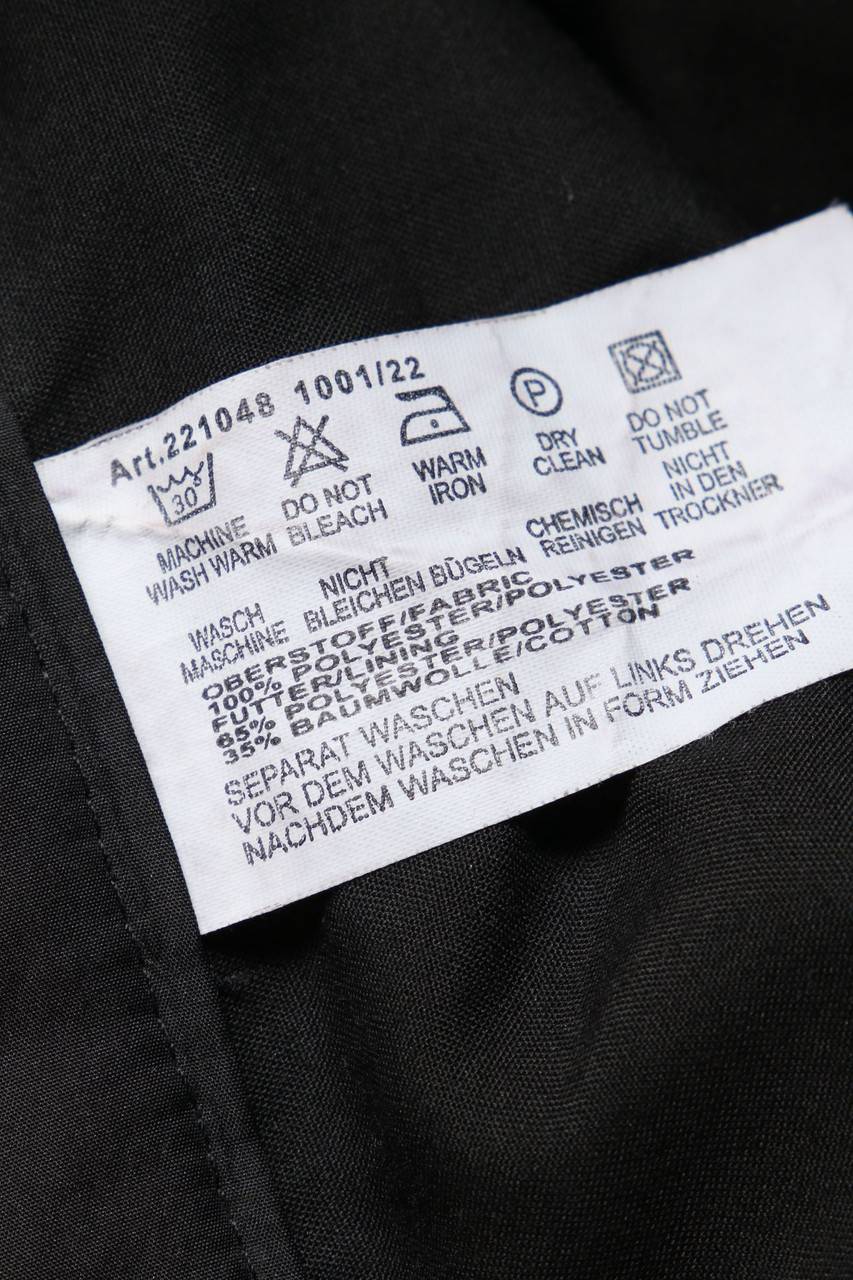 Art.221048 1001/22
30° P
MACHINE WASH WARM
DO NOT BLEACH
WARM IRON
DRY CLEAN
DO NOT TUMBLE
WASCH MASCHINE
NICHT BLEICHEN
BÜGELN
CHEMISCH REINIGEN
NICHT IN DEN TROCKNER
OBERSTOFF/FABRIC
100% POLYESTER/POLYESTER
FUTTER/LINING
65% POLYESTER/POLYESTER
35% BAUMWOLLE/COTTON
SEPARAT WASCHEN
VOR DEM WASCHEN AUF LINKS DREHEN
NACHDEM WASCHEN IN FORM ZIEHEN